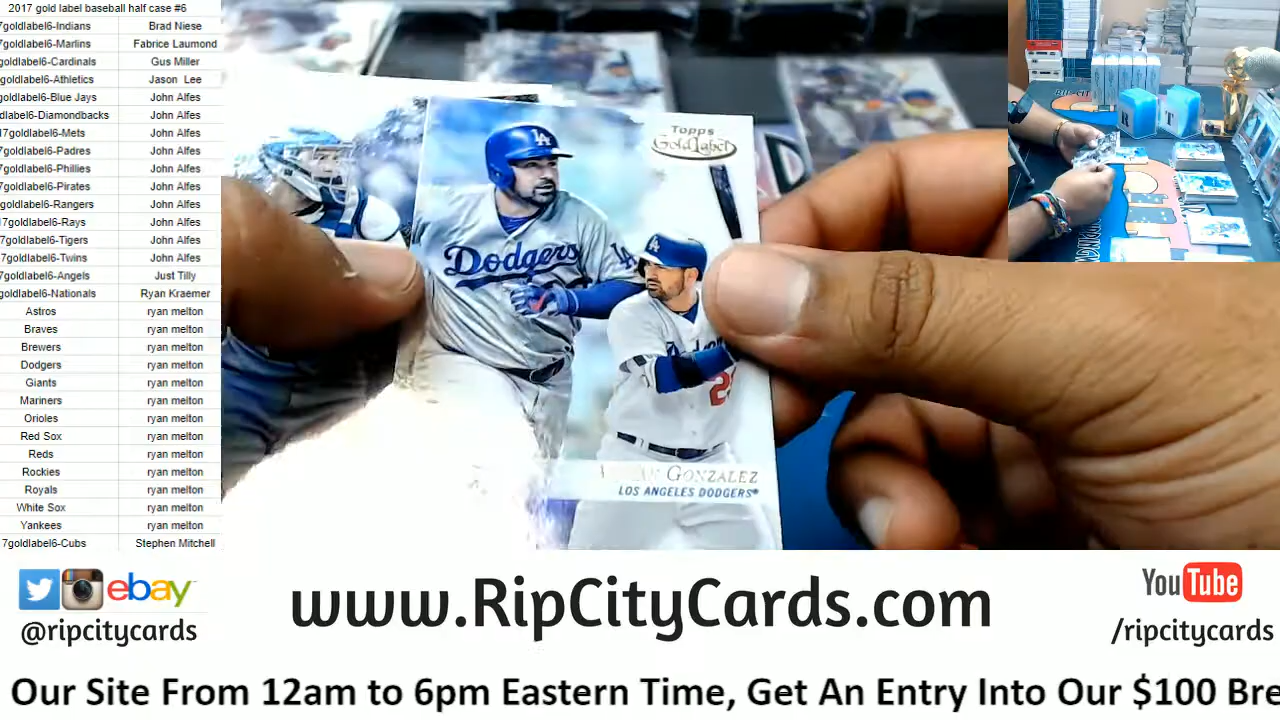 2017 gold label baseball half case #6
7goldlabel6-Indians Brad Niese
7goldlabel6-Marlins Fabrice Laumond
goldlabel6-Cardinals Gus Miller
goldlabel6-Athletics Jason Lee
goldlabel6-Blue Jays John Alfes
dlabel6-Diamondbacks John Alfes
17goldlabel6-Mets John Alfes
7goldlabel6-Padres John Alfes
7goldlabel6-Phillies John Alfes
7goldlabel6-Pirates John Alfes
goldlabel6-Rangers John Alfes
17goldlabel6-Rays John Alfes
7goldlabel6-Tigers John Alfes
7goldlabel6-Twins John Alfes
7goldlabel6-Angels Just Tilly
goldlabel6-Nationals Ryan Kraemer
Astros ryan melton
Braves ryan melton
Brewers ryan melton
Dodgers ryan melton
Giants ryan melton
Mariners ryan melton
Orioles ryan melton
Red Sox ryan melton
Reds ryan melton
Rockies ryan melton
Royals ryan melton
White Sox ryan melton
Yankees ryan melton
7goldlabel6-Cubs Stephen Mitchell
Topps
Gold Label
LA
Dodgers
LA
LA
GONZALEZ
LOS ANGELES DODGERS®
ebay
@ripcitycards
www.RipCityCards.com
YouTube
/ripcitycards
Our Site From 12am to 6pm Eastern Time, Get An Entry Into Our $100 Bre